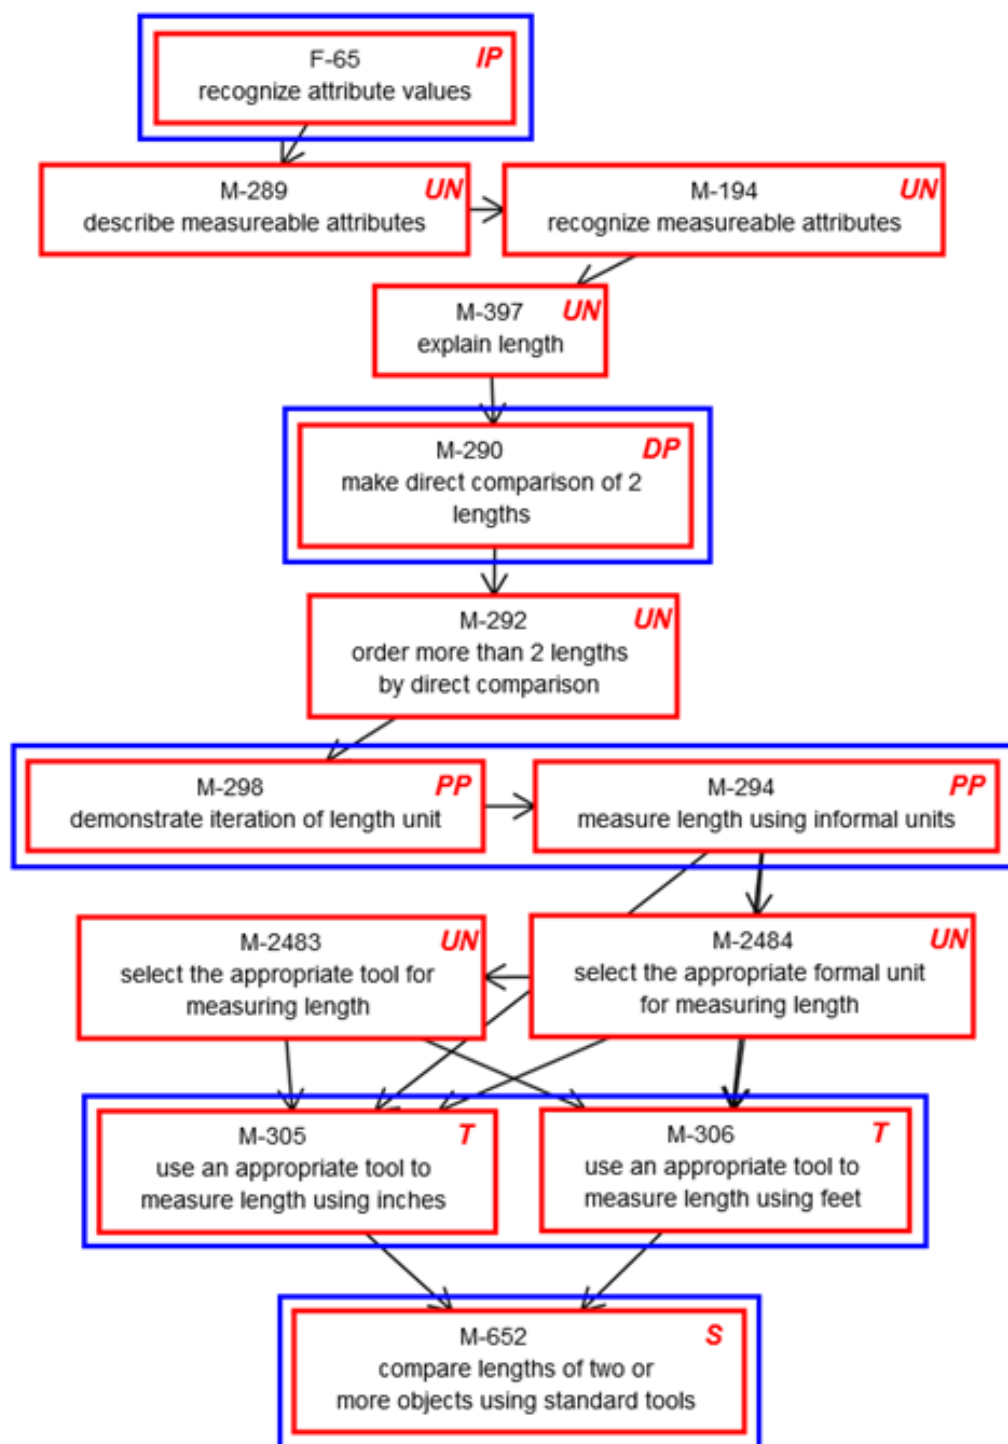 F-65 IP
recognize attribute values
M-289 UN
describe measureable attributes
M-194 UN
recognize measureable attributes
M-397 UN
explain length
M-290 DP
make direct comparison of 2
lengths
M-292 UN
order more than 2 lengths
by direct comparison
M-298 PP
demonstrate iteration of length unit
M-294 PP
measure length using informal units
M-2483 UN
select the appropriate tool for
measuring length
M-2484 UN
select the appropriate formal unit
for measuring length
M-305 T
use an appropriate tool to
measure length using inches
M-306 T
use an appropriate tool to
measure length using feet
M-652 S
compare lengths of two or
more objects using standard tools